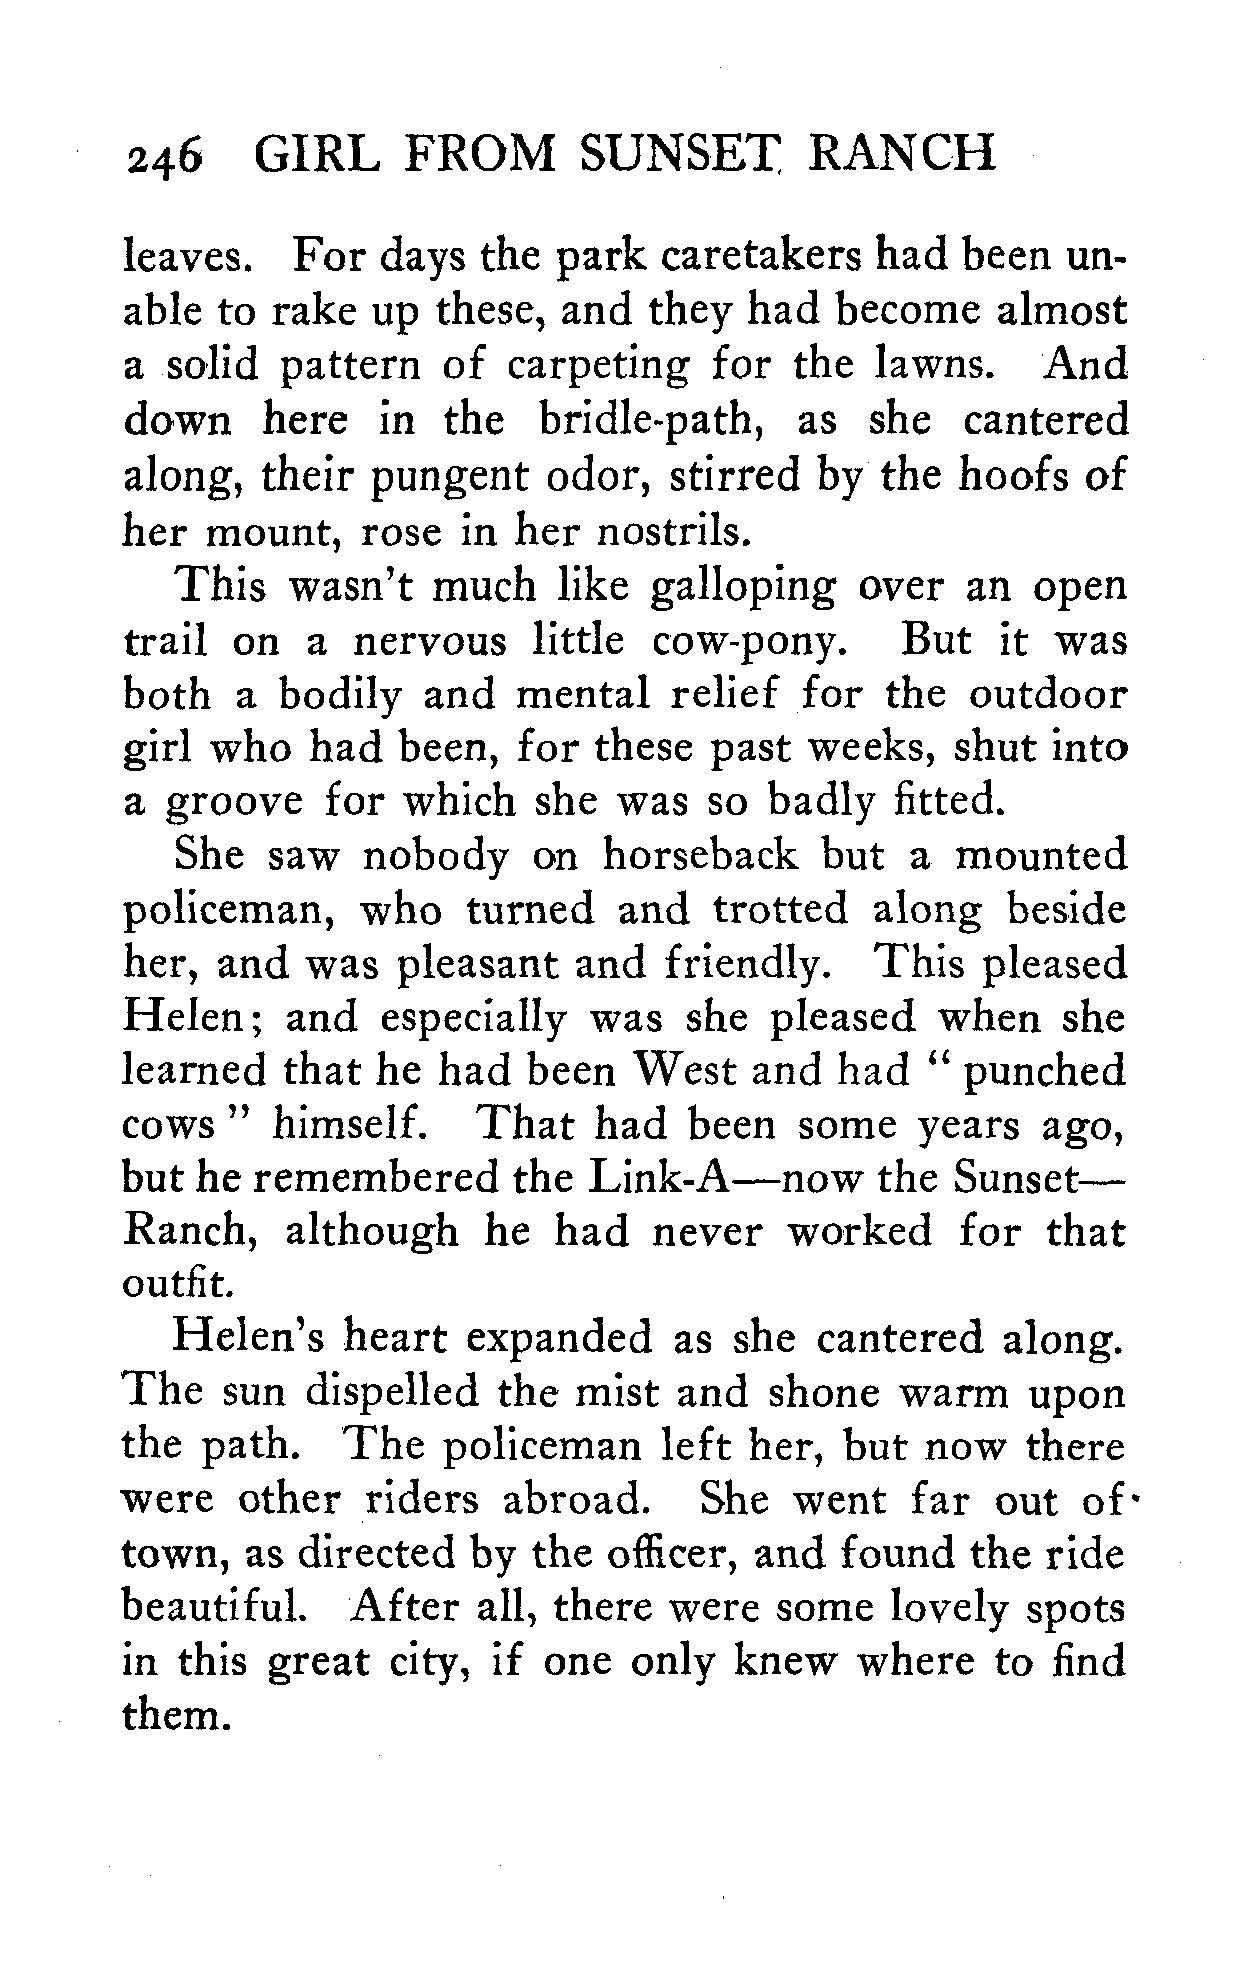 246 GIRL FROM SUNSET RANCH
leaves. For days the park caretakers had been un-
able to rake up these, and they had become almost
a solid pattern of carpeting for the lawns. And
down here in the bridle-path, as she cantered
along, their pungent odor, stirred by the hoofs of
her mount, rose in her nostrils.
This wasn't much like galloping over an open
trail on a nervous little cow-pony. But it was
both a bodily and mental relief for the outdoor
girl who had been, for these past weeks, shut into
a groove for which she was so badly fitted.
She saw nobody on horseback but a mounted
policeman, who turned and trotted along beside
her, and was pleasant and friendly. This pleased
Helen; and especially was she pleased when she
learned that he had been West and had " punched
cows " himself. That had been some years ago,
but he remembered the Link-A—now the Sunset—
Ranch, although he had never worked for that
outfit.
Helen's heart expanded as she cantered along.
The sun dispelled the mist and shone warm upon
the path. The policeman left her, but now there
were other riders abroad. She went far out of
town, as directed by the officer, and found the ride
beautiful. After all, there were some lovely spots
in this great city, if one only knew where to find
them.